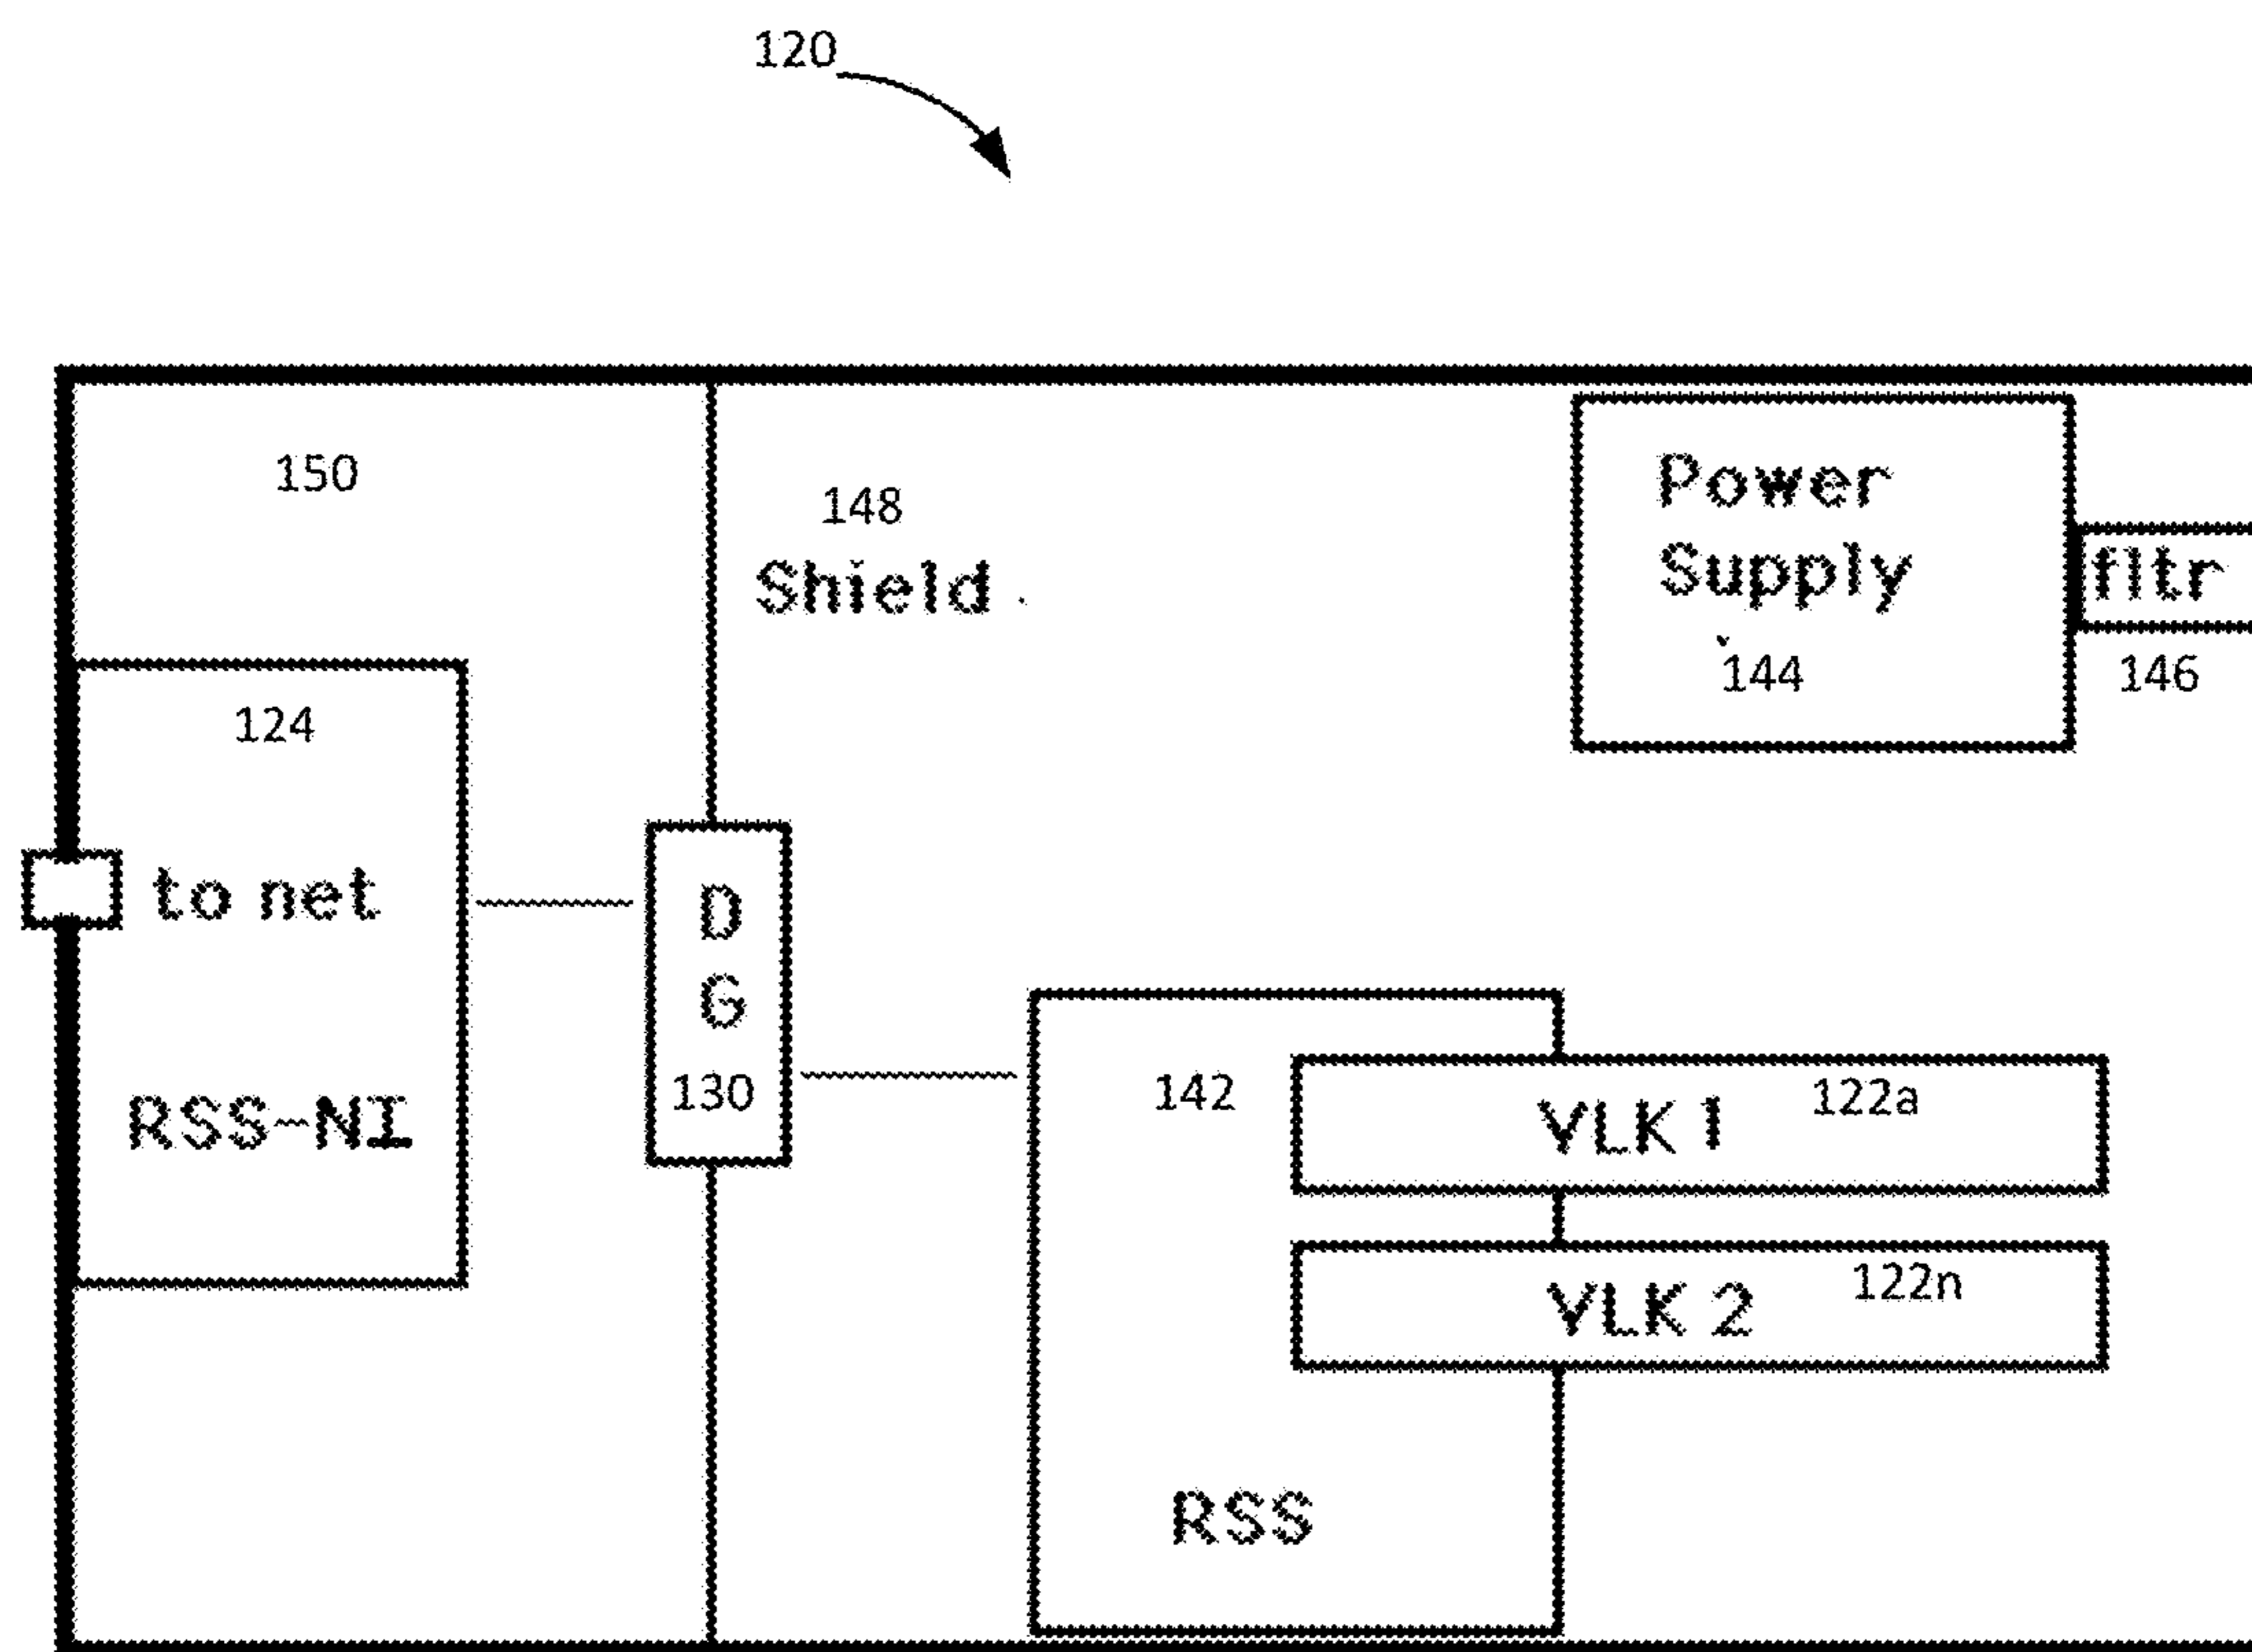 120
150
148
Shield
Power
Supply
144
fltr
146
124
to net
RSS-NI
D
G
130
142
VLK 1
122a
VLK 2
122n
RSS